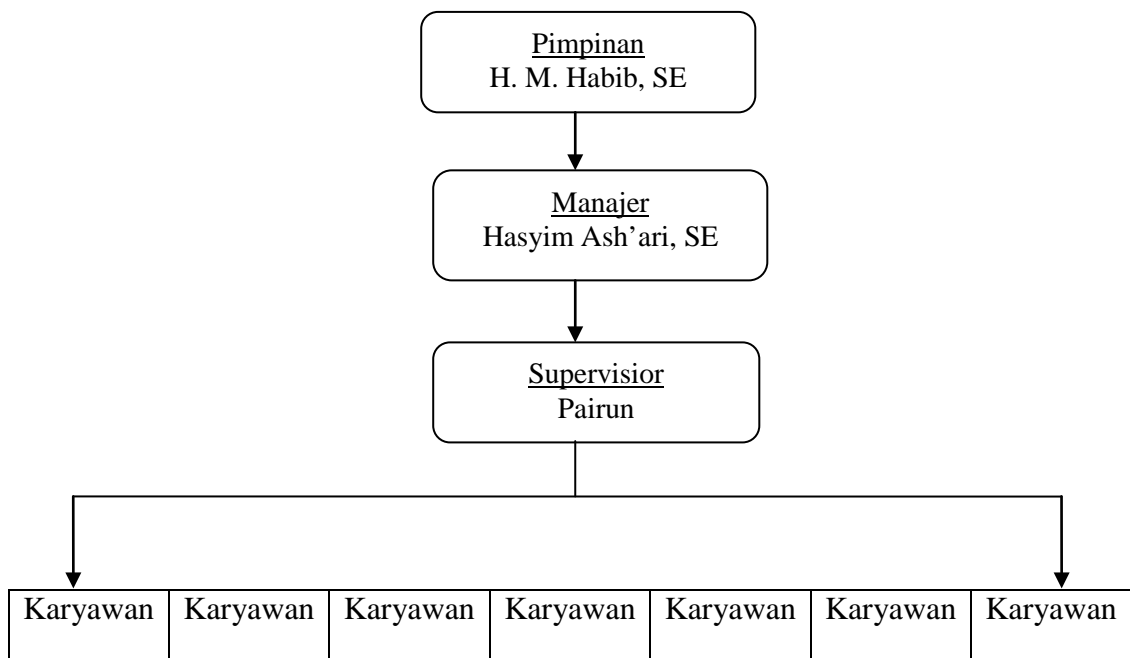 Pimpinan
H. M. Habib, SE
Manajer
Hasyim Ash’ari, SE
Supervisior
Pairun
Karyawan Karyawan Karyawan Karyawan Karyawan Karyawan Karyawan